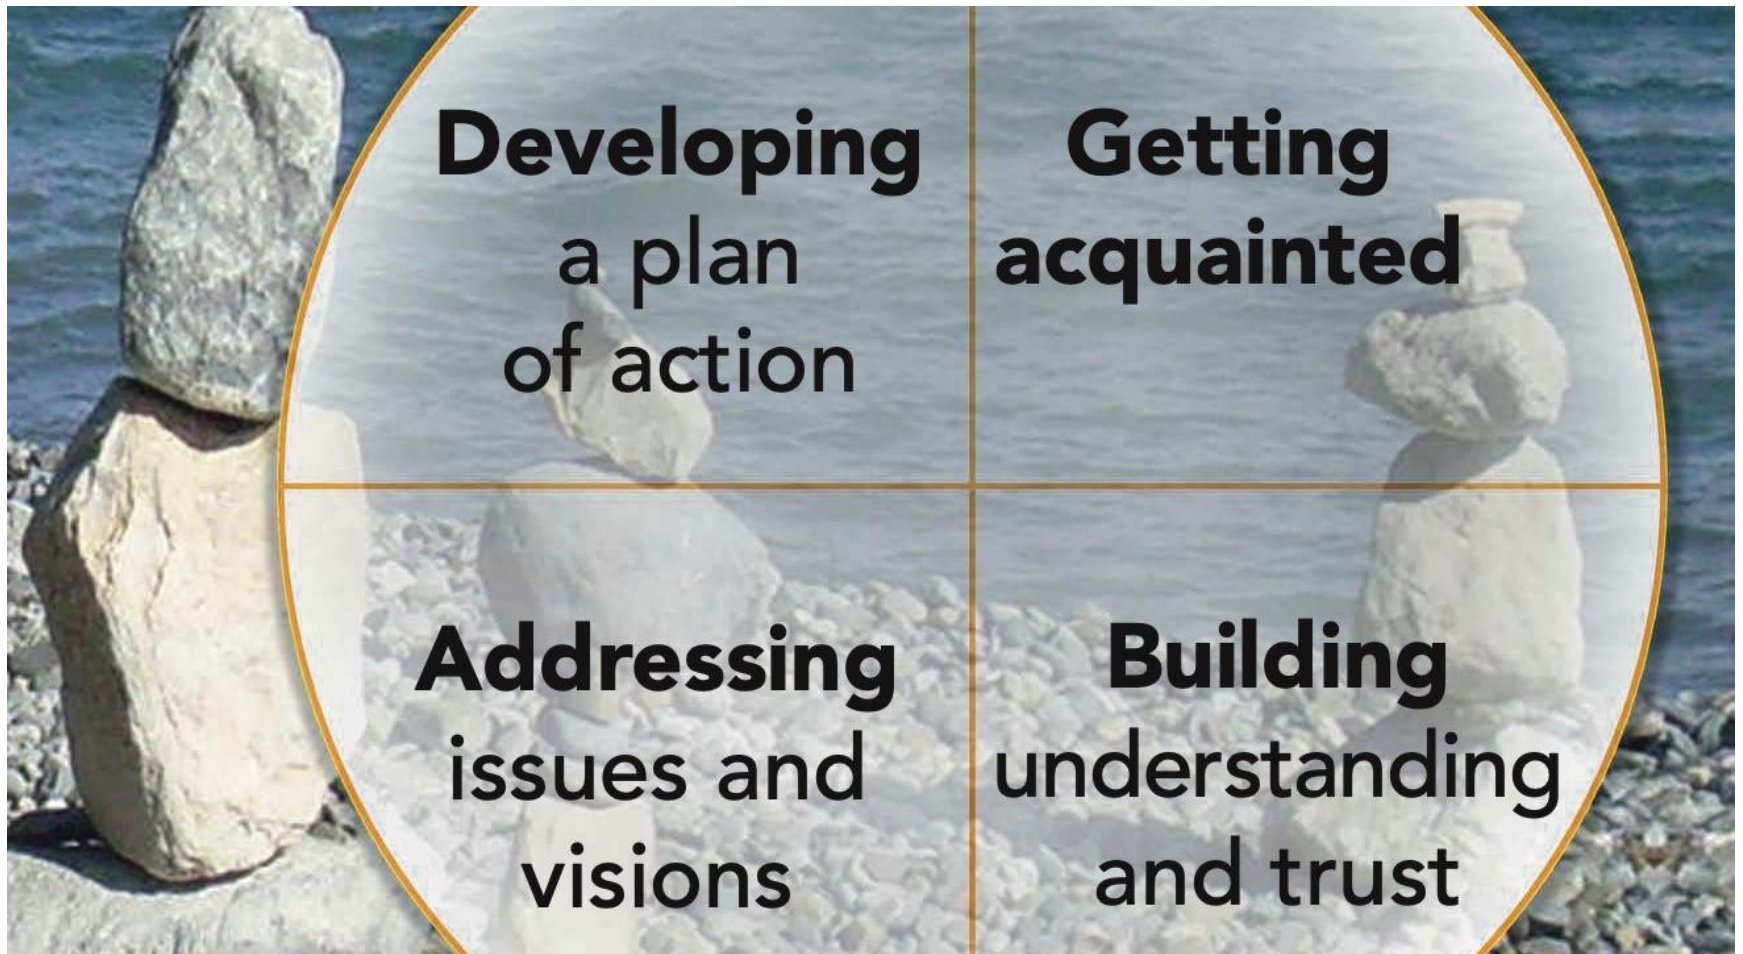 Developing
a plan
of action
Getting
acquainted
Addressing
issues and
visions
Building
understanding
and trust